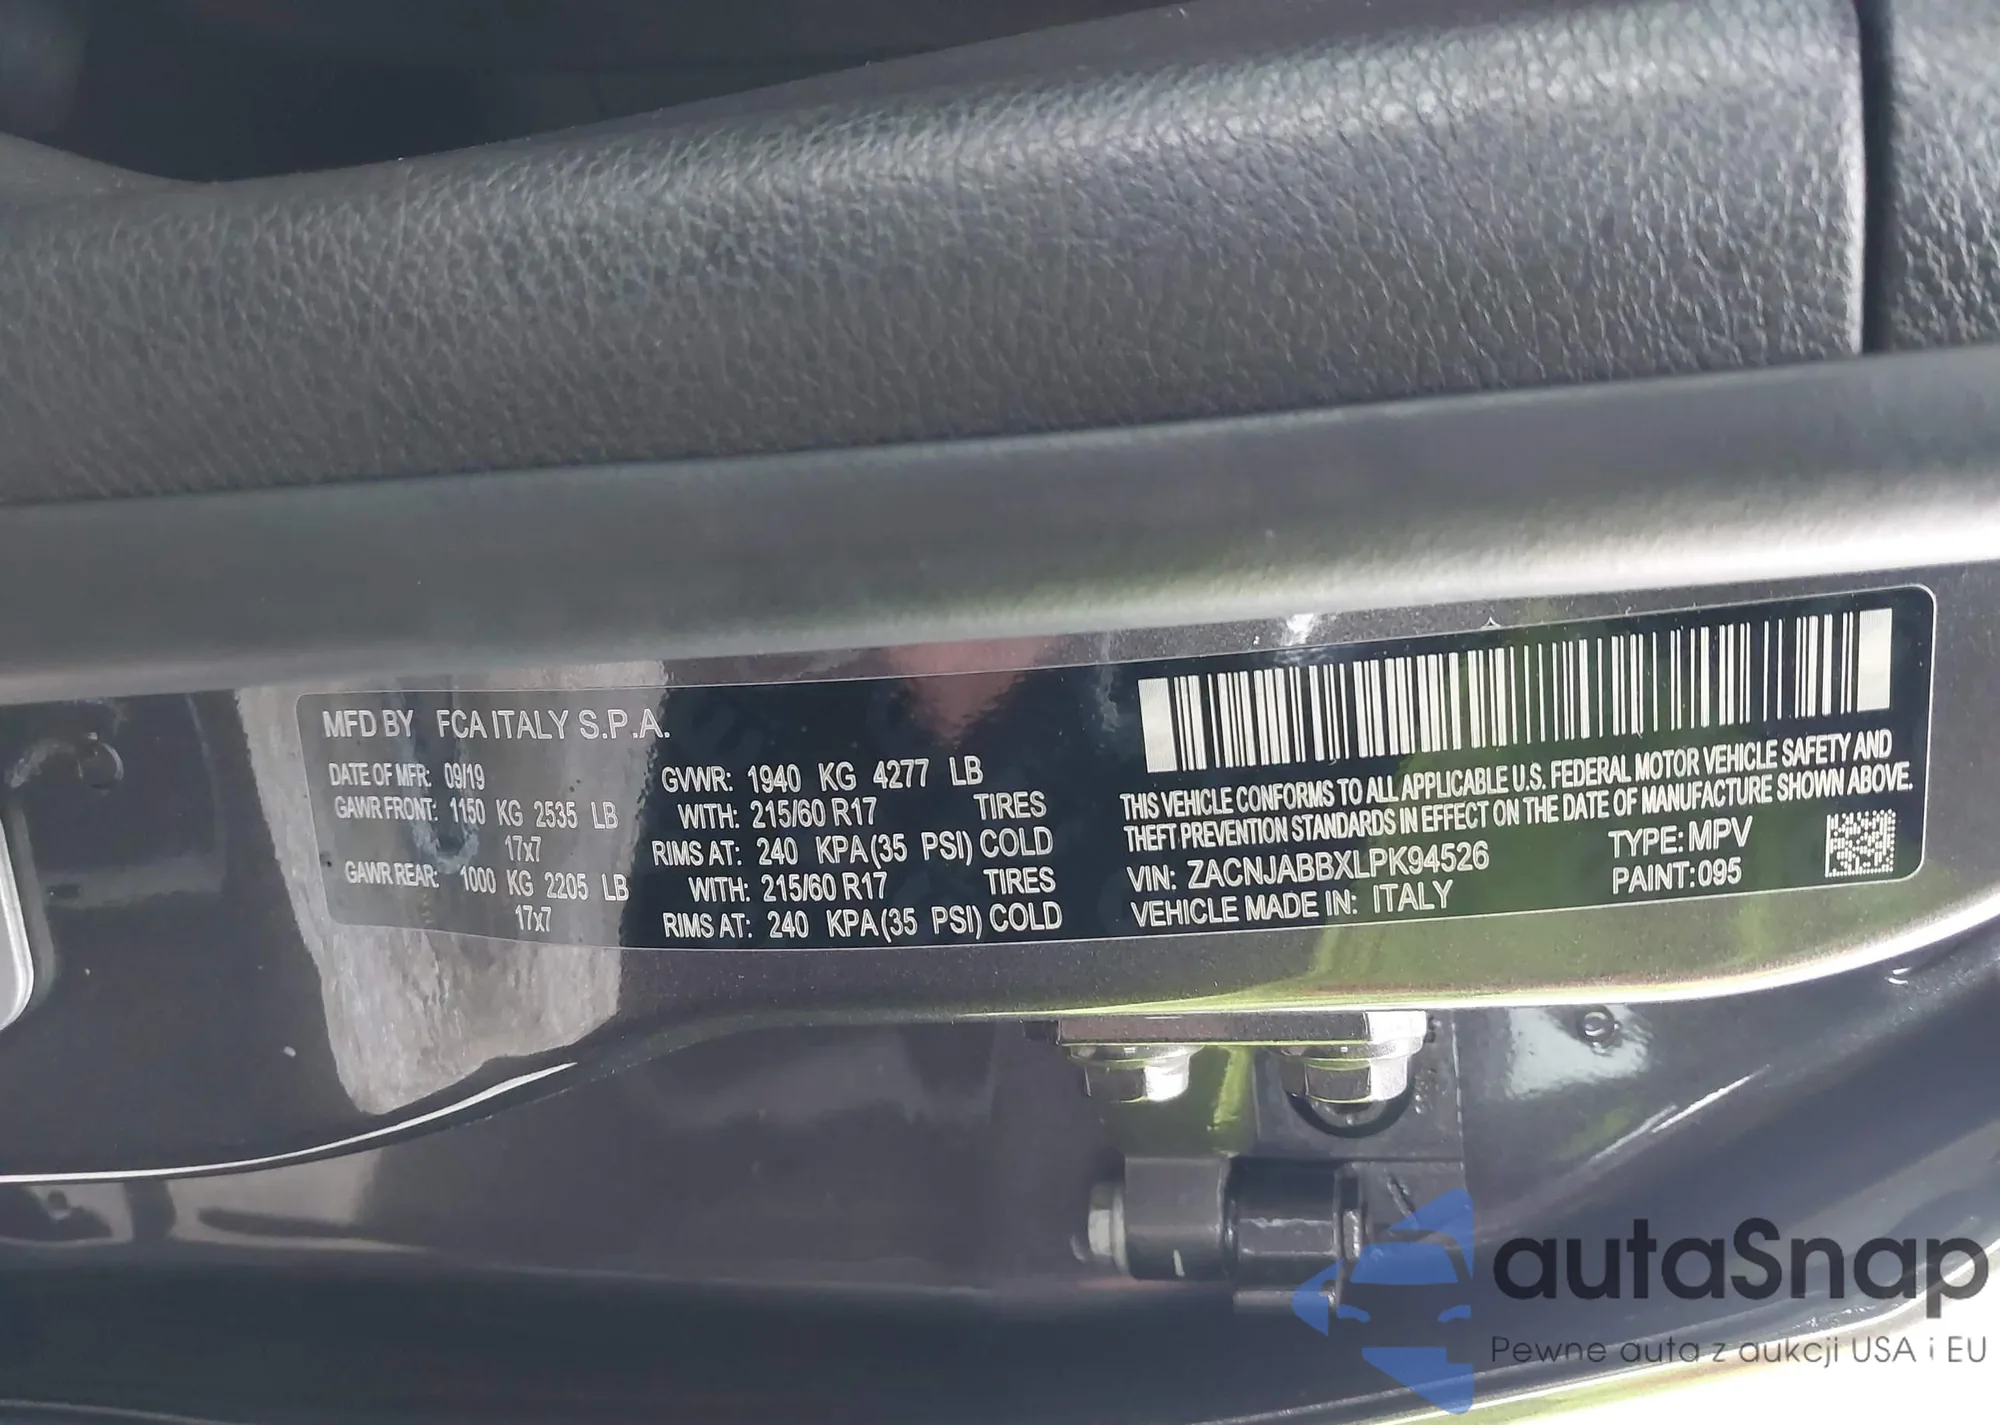 MFD BY FCA ITALY S.P.A.
DATE OF MFR: 09/19
GAWR FRONT: 1150 KG 2535 LB
17x7
GAWR REAR: 1000 KG 2205 LB
17x7
GVWR: 1940 KG 4277 LB
WITH: 215/60 R17 TIRES
RIMS AT: 240 KPA(35 PSI) COLD
WITH: 215/60 R17 TIRES
RIMS AT: 240 KPA(35 PSI) COLD
THIS VEHICLE CONFORMS TO ALL APPLICABLE U.S. FEDERAL MOTOR VEHICLE SAFETY AND
THEFT PREVENTION STANDARDS IN EFFECT ON THE DATE OF MANUFACTURE SHOWN ABOVE.
VIN: ZACNJABBXLPK94526 TYPE: MPV
VEHICLE MADE IN: ITALY PAINT: 095
autaSnap
Pewne auta z aukcji USA i EU